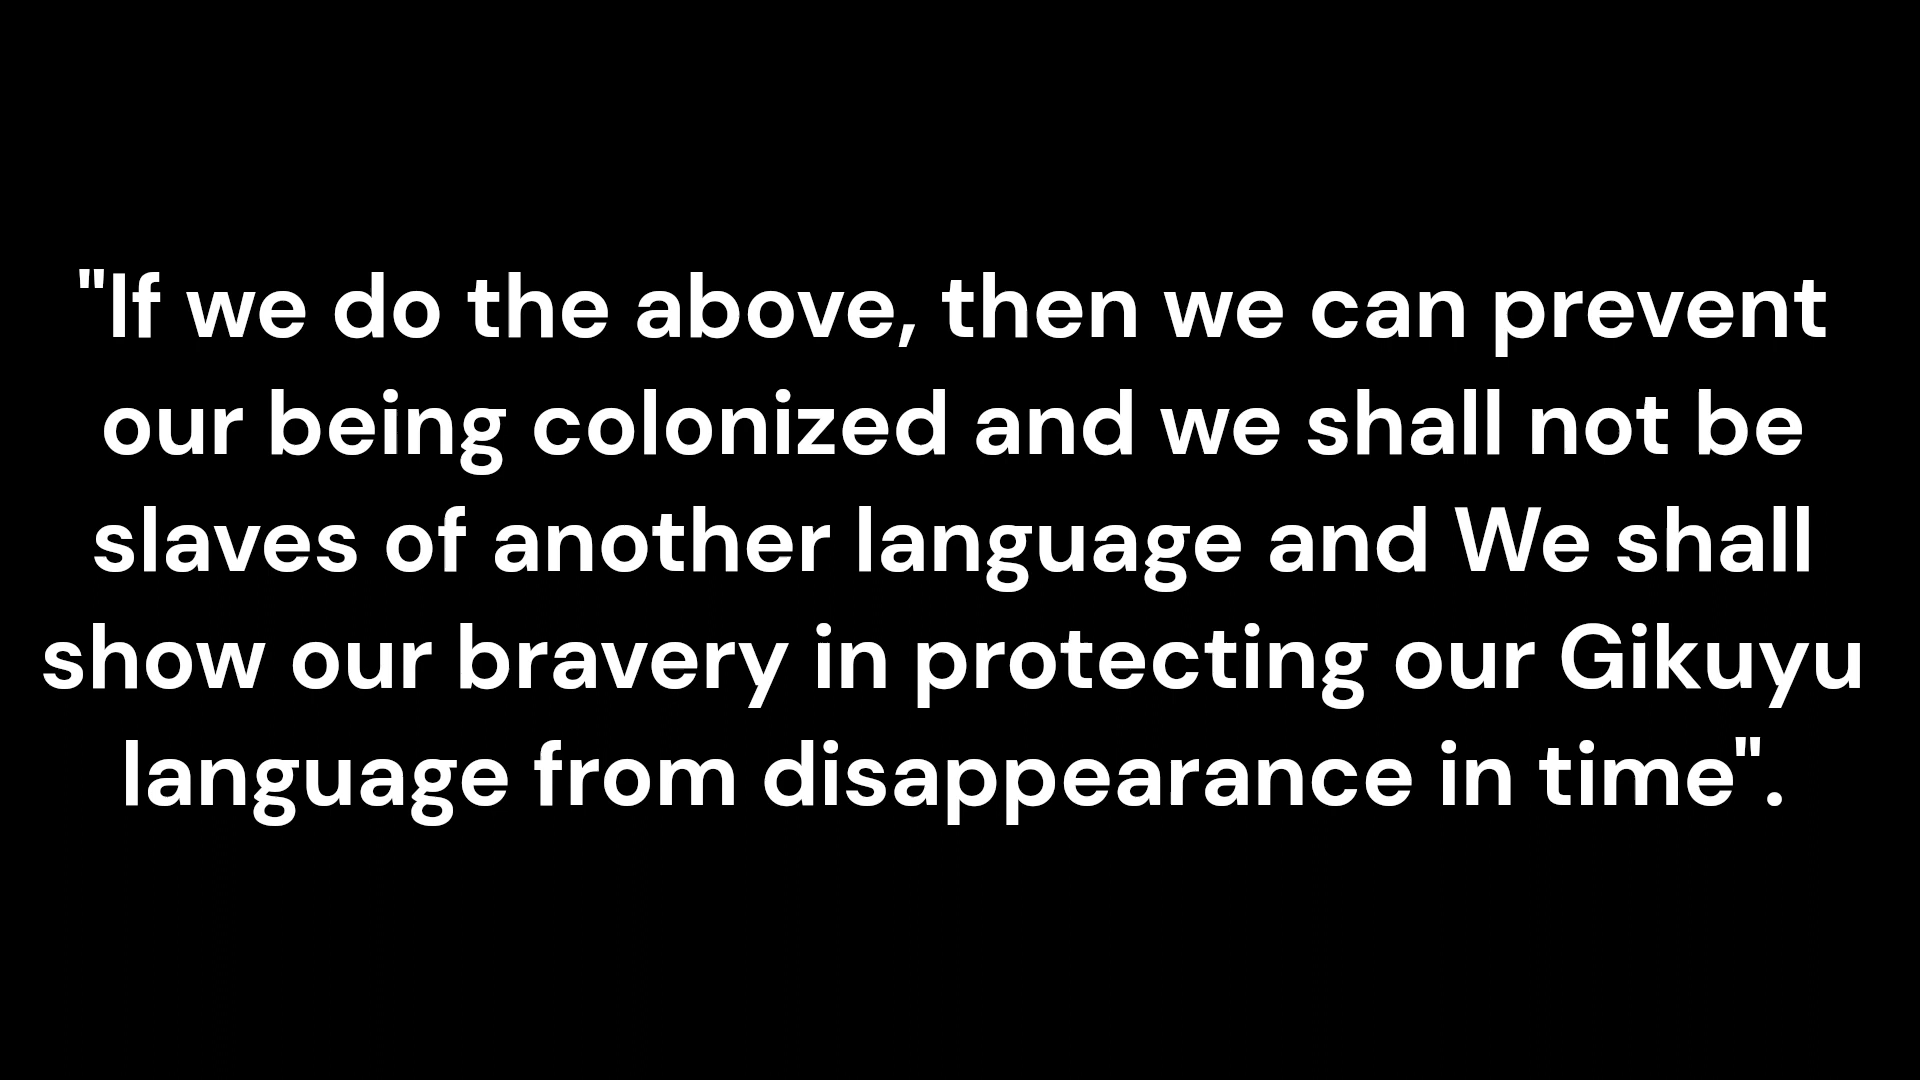 "If we do the above, then we can prevent
our being colonized and we shall not be
slaves of another language and We shall
show our bravery in protecting our Gikuyu
language from disappearance in time".